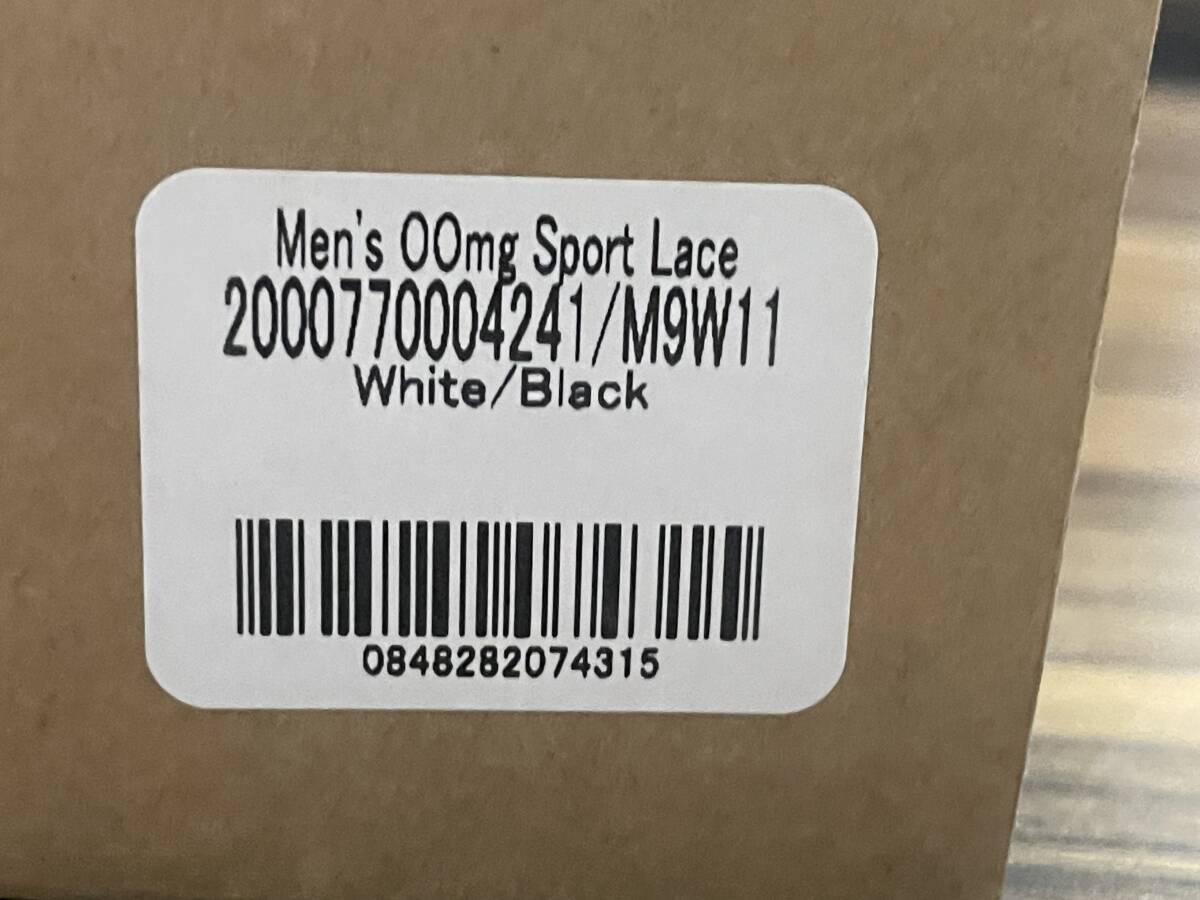 Men's OOmg Sport Lace
2000770004241/M9W11
White/Black
0848282074315